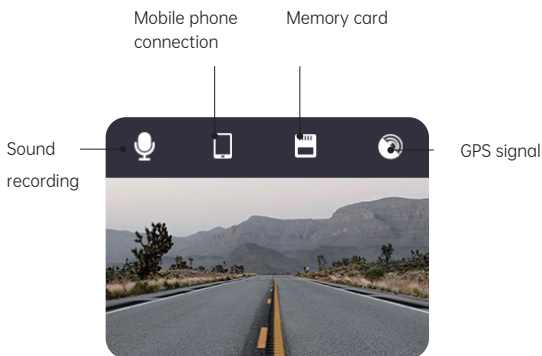 Mobile phone
connection
Memory card
Sound
recording
GPS signal